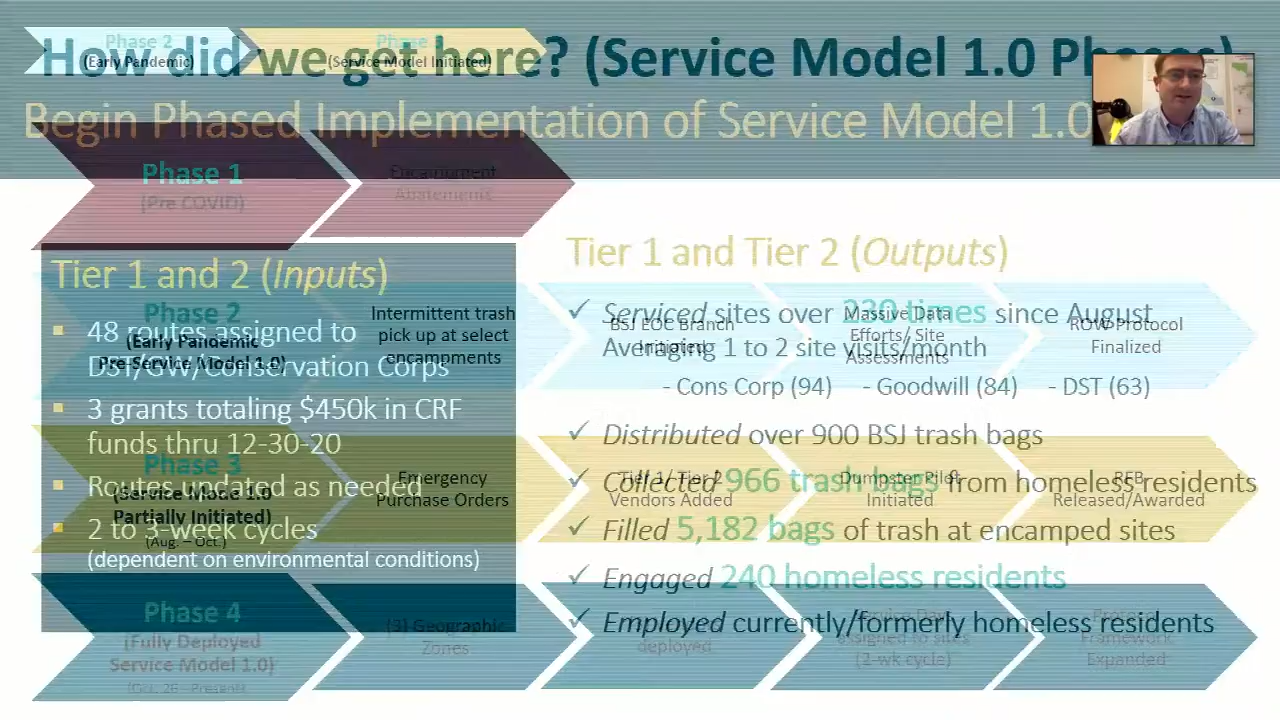 Phase 2
(Early Pandemic)
(Service Model Initiated)
How did we get here? (Service Model 1.0 Phases)
Begin Phased Implementation of Service Model 1.0
Phase 1
(Pre COVID)
Encampment
Abatements
Tier 1 and 2 (Inputs)
▪ 48 routes assigned to
DST/GW/Conservation Corps
▪ 3 grants totaling $450k in CRF
funds thru 12-30-20
▪ Routes updated as needed
▪ 2 to 3-week cycles
(dependent on environmental conditions)
Tier 1 and Tier 2 (Outputs)
✓ Serviced sites over 230 times since August
Averaging 1 to 2 site visits/month
- Cons Corp (94) - Goodwill (84) - DST (63)
✓ Distributed over 900 BSJ trash bags
✓ Collected 966 trash bags from homeless residents
✓ Filled 5,182 bags of trash at encamped sites
✓ Engaged 240 homeless residents
✓ Employed currently/formerly homeless residents
Phase 2
(Early Pandemic
Pre-Service Model 1.0)
Intermittent trash
pick up at select
encampments
BSJ EOC Branch
Initiated
Massive Data
Efforts/ Site
Assessments
ROW Protocol
Finalized
Phase 3
(Service Mode 1.0
Partially Initiated)
(Aug. – Oct.)
Emergency
Purchase Orders
Tier 1/ Tier 2
Vendors Added
Dumpster Pilot
Initiated
RFB
Released/Awarded
Phase 4
(Fully Deployed
Service Model 1.0)
(Oct. 26 - Present)
(3) Geographic
Zones
deployed
assigned to sites
(2-wk cycle)
Framework
Expanded